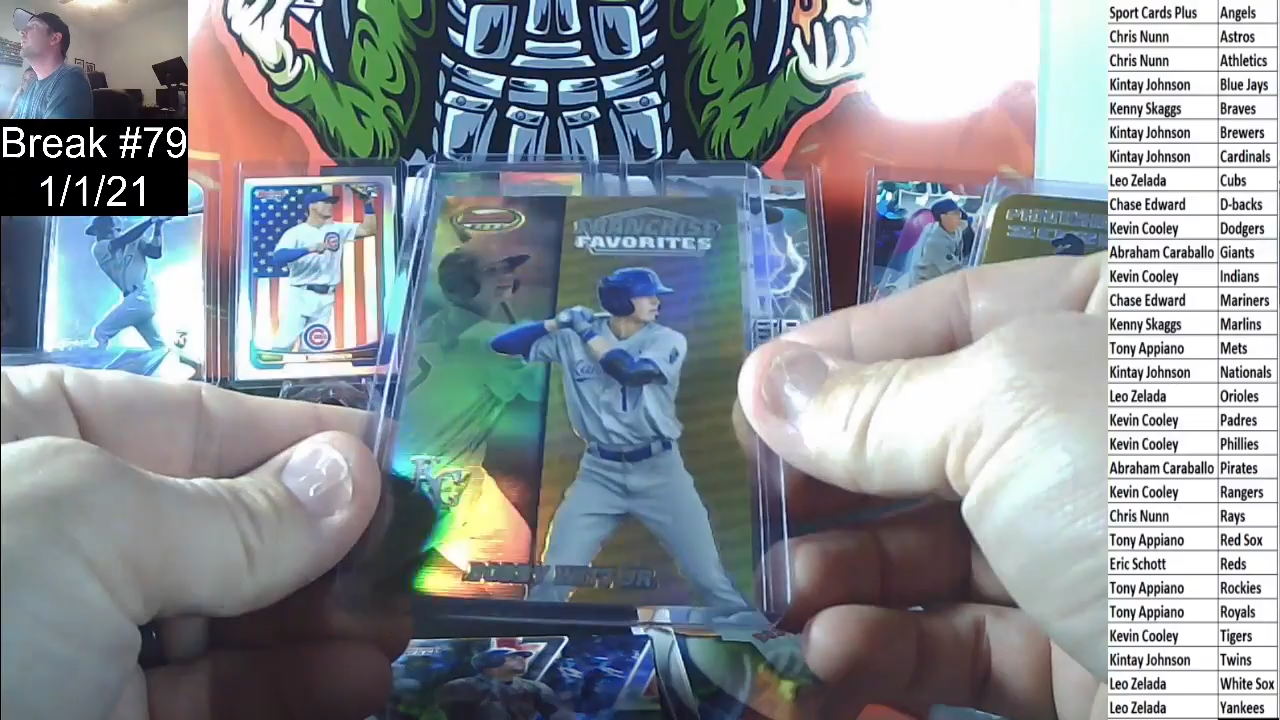 Break #79
1/1/21
FRANCHISE
FAVORITES
KC
BOBBY WITT JR.
Sport Cards Plus Angels
Chris Nunn Astros
Chris Nunn Athletics
Kintay Johnson Blue Jays
Kenny Skaggs Braves
Kintay Johnson Brewers
Kintay Johnson Cardinals
Leo Zelada Cubs
Chase Edward D-backs
Kevin Cooley Dodgers
Abraham Caraballo Giants
Kevin Cooley Indians
Chase Edward Mariners
Kenny Skaggs Marlins
Tony Appiano Mets
Kintay Johnson Nationals
Leo Zelada Orioles
Kevin Cooley Padres
Kevin Cooley Phillies
Abraham Caraballo Pirates
Kevin Cooley Rangers
Chris Nunn Rays
Tony Appiano Red Sox
Eric Schott Reds
Tony Appiano Rockies
Tony Appiano Royals
Kevin Cooley Tigers
Kintay Johnson Twins
Leo Zelada White Sox
Leo Zelada Yankees